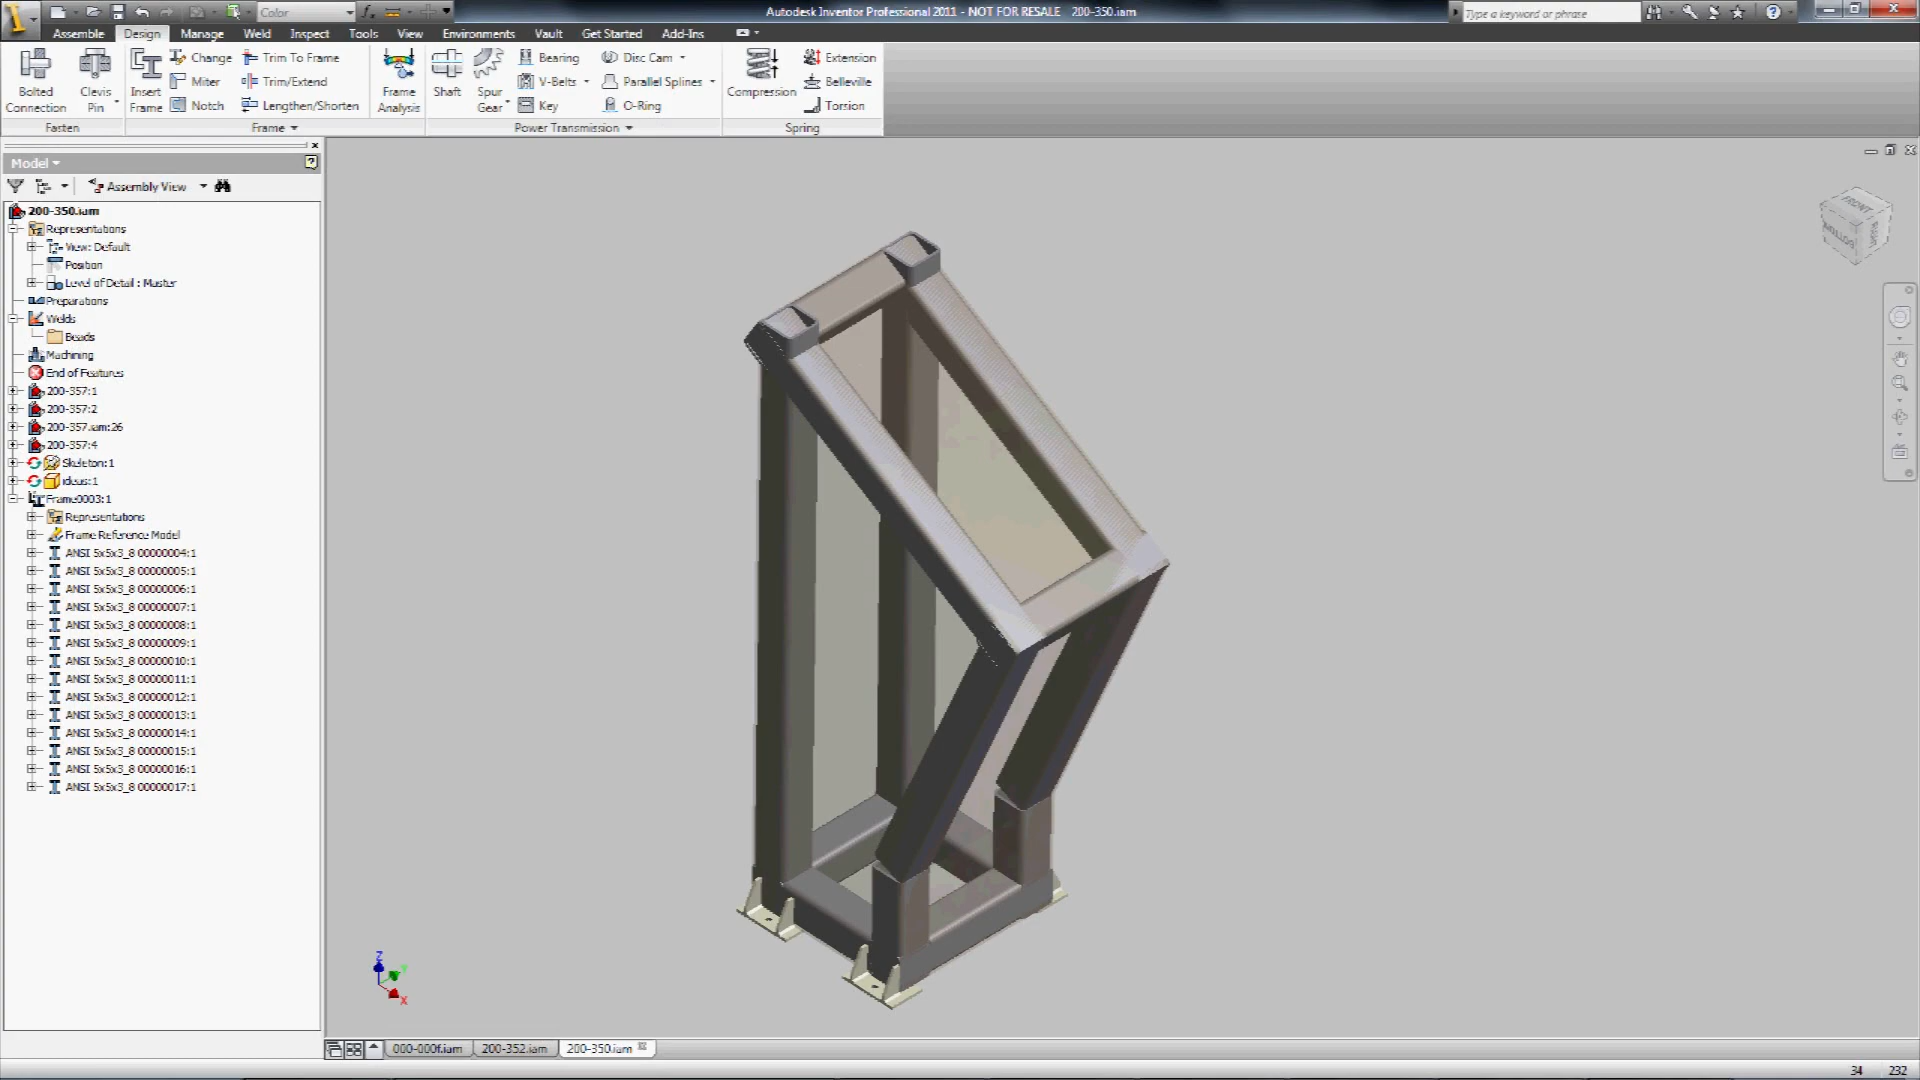 Color
Autodesk Inventor Professional 2011 - NOT FOR RESALE 200-350.iam
Type a keyword or phrase
Assemble Design Manage Weld Inspect Tools View Environments Vault Get Started Add-Ins
Bolted Connection
Clevis Pin
Insert Frame
Change
Miter
Notch
Trim To Frame
Trim/Extend
Lengthen/Shorten
Frame Analysis
Shaft
Spur Gear
Bearing
V-Belts
Key
Disc Cam
Parallel Splines
O-Ring
Compression
Extension
Belleville
Torsion
Fasten
Frame
Power Transmission
Spring
Model
Assembly View
200-350.iam
Representations
View: Default
Position
Level of Detail : Master
Preparations
Welds
Beads
Machining
End of Features
200-357:1
200-357:2
200-357.iam:26
200-357:4
Skeleton:1
ideas:1
Frame0003:1
Representations
Frame Reference Model
ANSI 5x5x3_8 00000004:1
ANSI 5x5x3_8 00000005:1
ANSI 5x5x3_8 00000006:1
ANSI 5x5x3_8 00000007:1
ANSI 5x5x3_8 00000008:1
ANSI 5x5x3_8 00000009:1
ANSI 5x5x3_8 00000010:1
ANSI 5x5x3_8 00000011:1
ANSI 5x5x3_8 00000012:1
ANSI 5x5x3_8 00000013:1
ANSI 5x5x3_8 00000014:1
ANSI 5x5x3_8 00000015:1
ANSI 5x5x3_8 00000016:1
ANSI 5x5x3_8 00000017:1
FRONT
BOTTOM
RIGHT
Z
Y
X
000-000f.iam 200-352.iam 200-350.iam
34 232